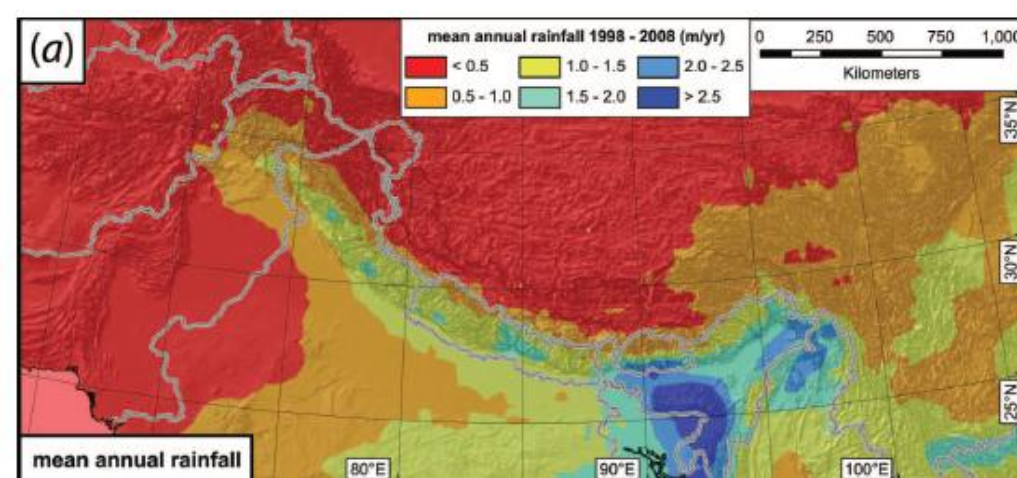 (a)
mean annual rainfall 1998 - 2008 (m/yr)
< 0.5 1.0 - 1.5 2.0 - 2.5
0.5 - 1.0 1.5 - 2.0 > 2.5
0 250 500 750 1,000
Kilometers
35°N
30°N
25°N
mean annual rainfall
80°E 90°E 100°E